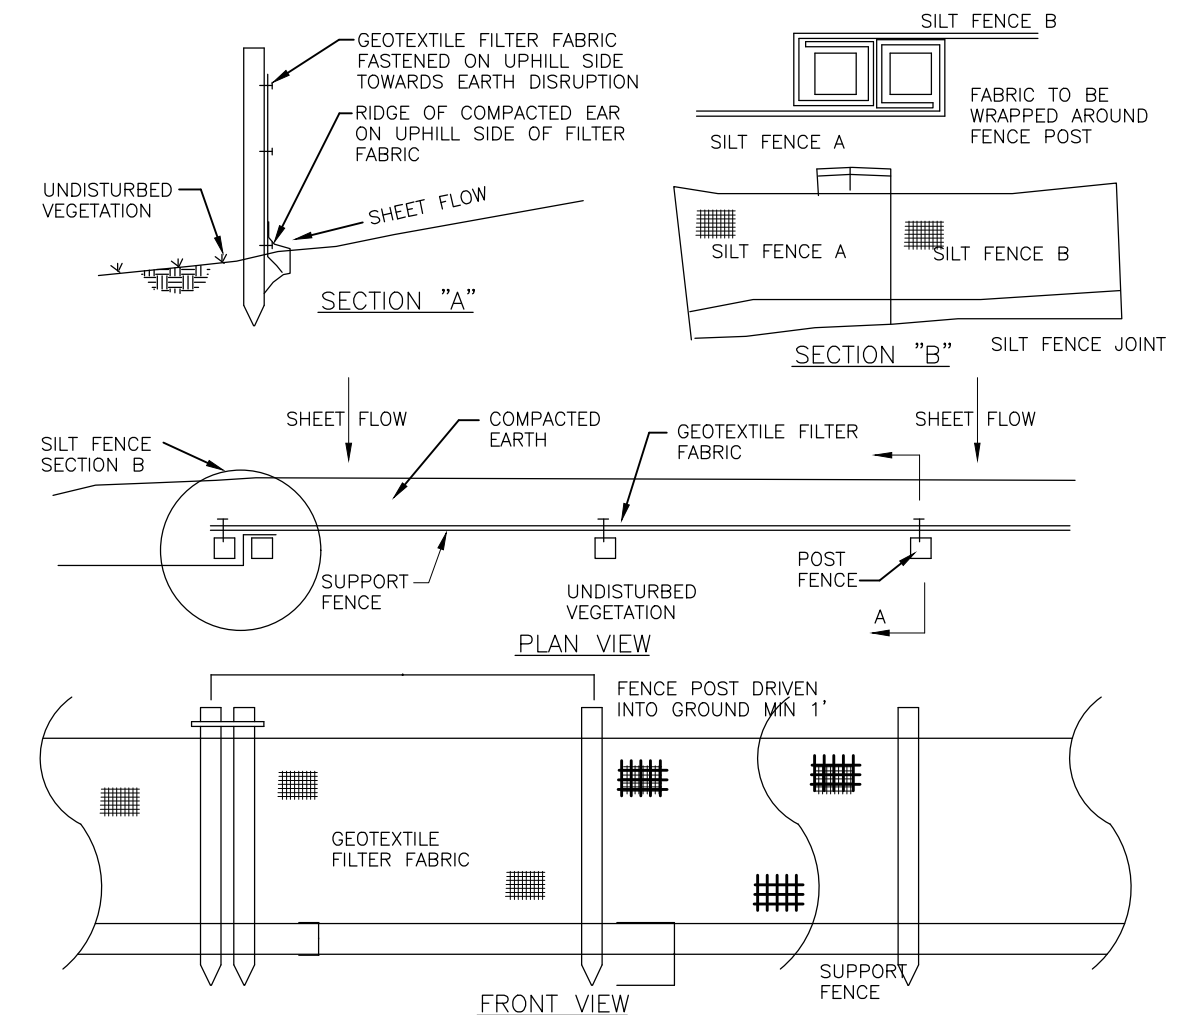 GEOTEXTILE FILTER FABRIC
FASTENED ON UPHILL SIDE
TOWARDS EARTH DISRUPTION
RIDGE OF COMPACTED EAR
ON UPHILL SIDE OF FILTER
FABRIC
UNDISTURBED
VEGETATION
SHEET FLOW
SECTION "A"
SILT FENCE B
FABRIC TO BE
WRAPPED AROUND
FENCE POST
SILT FENCE A
SILT FENCE A
SILT FENCE B
SECTION "B"
SILT FENCE JOINT
SHEET FLOW
COMPACTED
EARTH
SHEET FLOW
SILT FENCE
SECTION B
GEOTEXTILE FILTER
FABRIC
SUPPORT
FENCE
UNDISTURBED
VEGETATION
POST
FENCE
A
PLAN VIEW
FENCE POST DRIVEN
INTO GROUND MIN 1'
GEOTEXTILE
FILTER FABRIC
SUPPORT
FENCE
FRONT VIEW